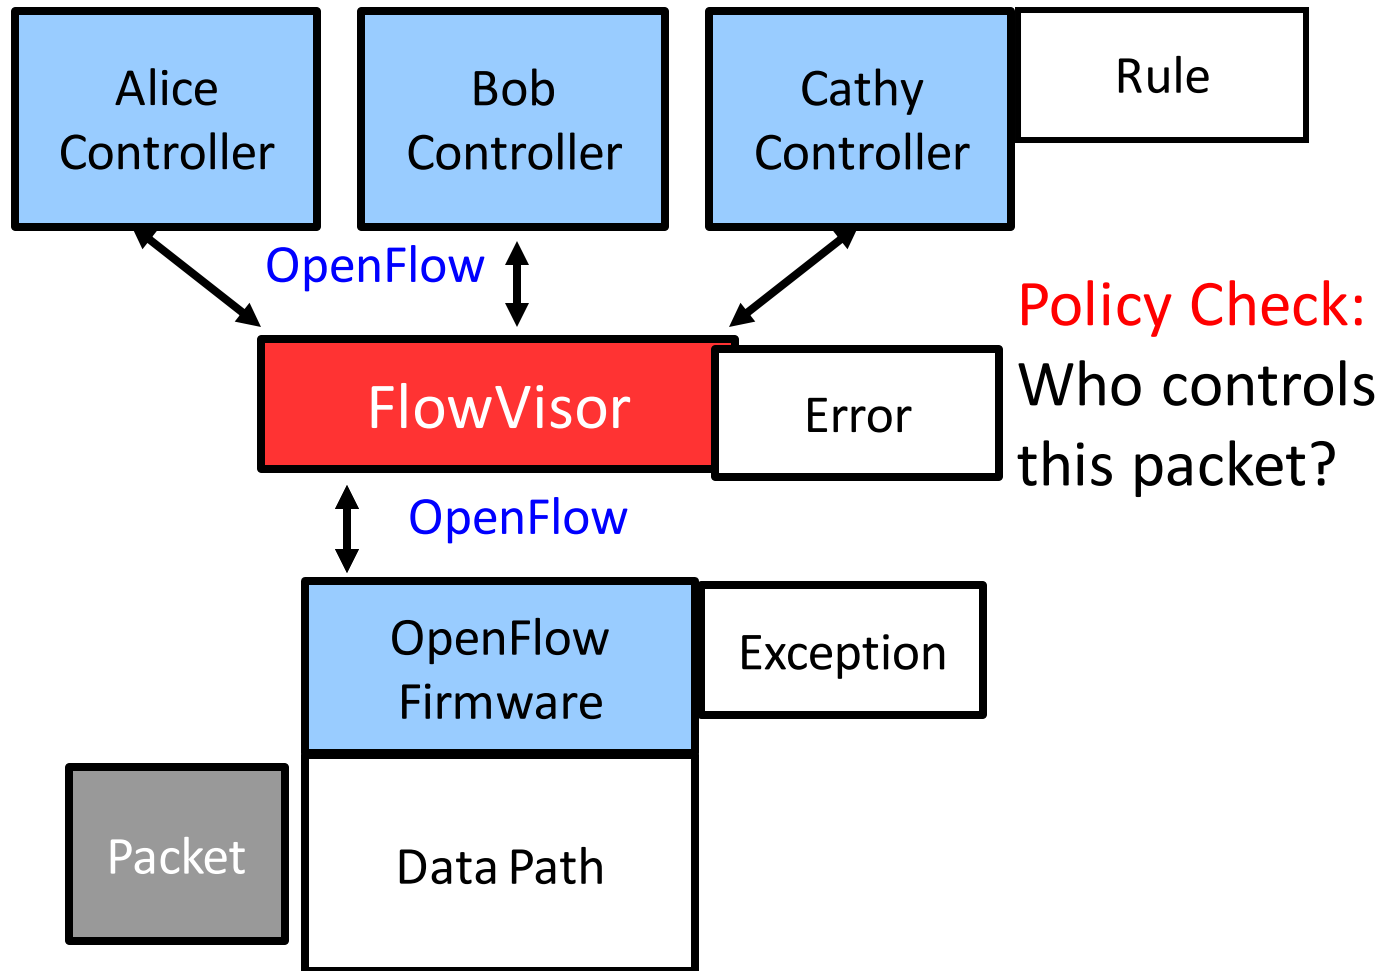 Alice
Controller
Bob
Controller
Cathy
Controller
Rule
OpenFlow
FlowVisor
Error
Policy Check:
Who controls
this packet?
OpenFlow
OpenFlow
Firmware
Exception
Packet
Data Path